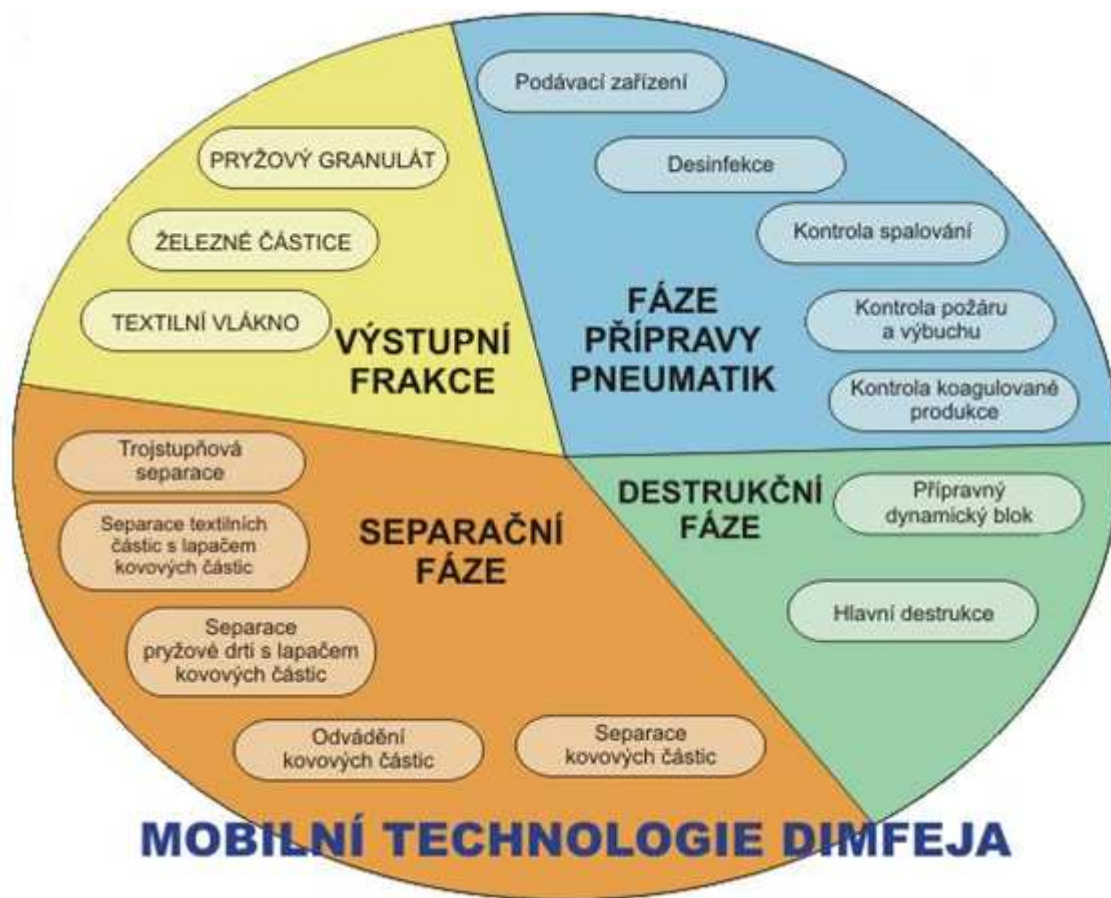 Podávací zařízení
Desinfekce
Kontrola spalování
Kontrola požáru
a výbuchu
Kontrola koagulované
produkce
FÁZE
PŘÍPRAVY
PNEUMATIK
DESTRUKČNÍ
FÁZE
Přípravný
dynamický blok
Hlavní destrukce
SEPARAČNÍ
FÁZE
Separace
kovových částic
Odvádění
kovových částic
Separace
pryžové drti s lapačem
kovových částic
Separace textilních
částic s lapačem
kovových částic
Trojstupňová
separace
VÝSTUPNÍ
FRAKCE
TEXTILNÍ VLÁKNO
ŽELEZNÉ ČÁSTICE
PRYŽOVÝ GRANULÁT
MOBILNÍ TECHNOLOGIE DIMFEJA